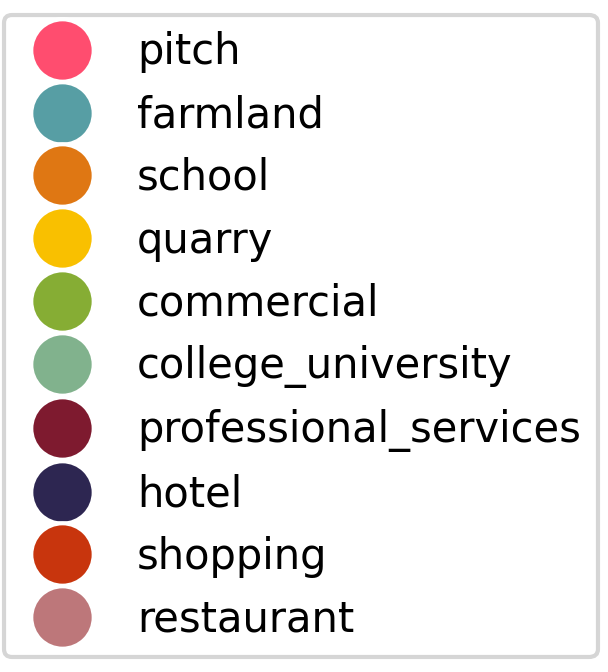 pitch
farmland
school
quarry
commercial
college_university
professional_services
hotel
shopping
restaurant